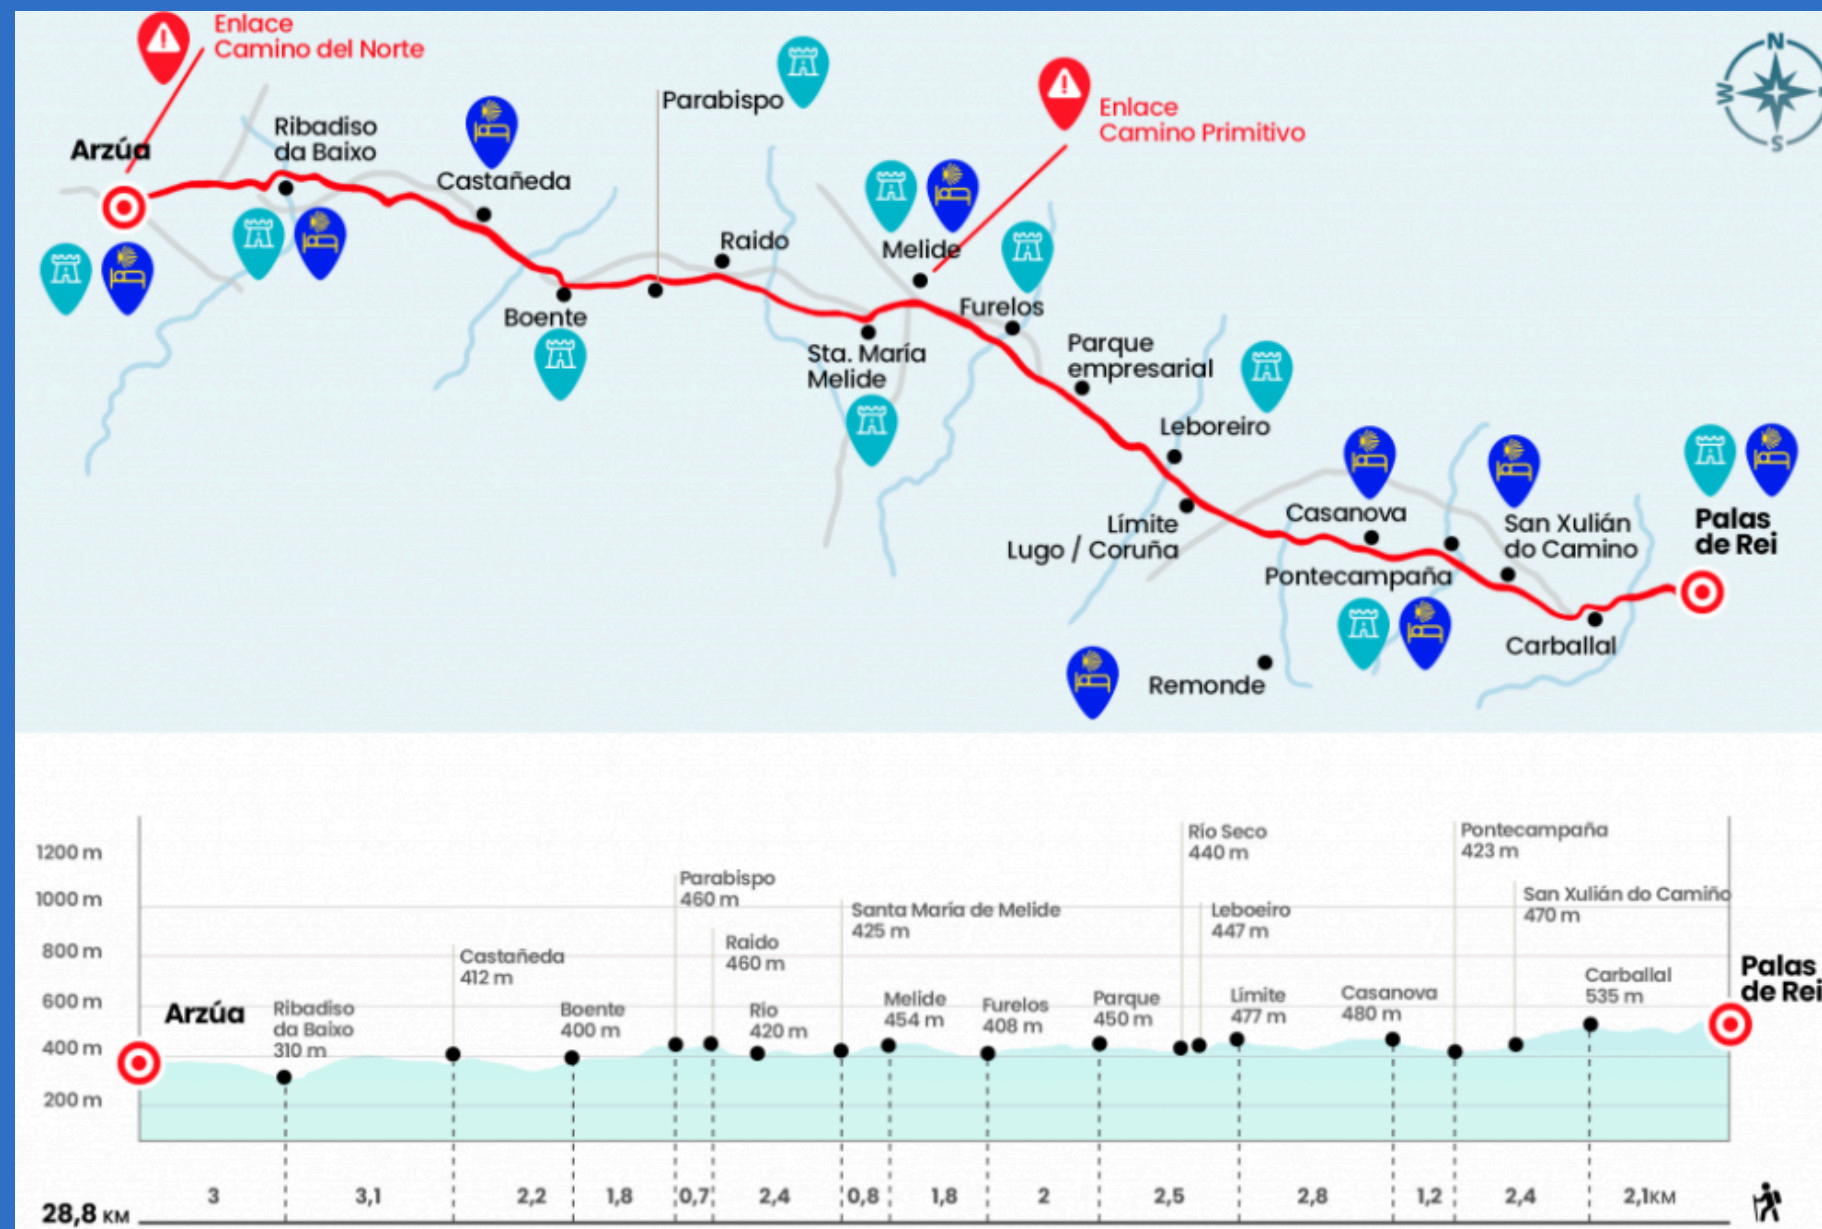 Enlace
Camino del Norte
Arzúa
Ribadiso
da Baixo
Castañeda
Parabispo
Enlace
Camino Primitivo
N
W
S
Raido
Melide
Boente
Furelos
Sta. María
Melide
Parque
empresarial
Leboreiro
Límite
Lugo / Coruña
Casanova
San Xulián
do Camino
Palas
de Rei
Pontecampaña
Carballal
Remonde
1200 m
1000 m
800 m
600 m
400 m
200 m
Arzúa
Ribadiso
da Baixo
310 m
Castañeda
412 m
Boente
400 m
Parabispo
460 m
Raido
460 m
Río
420 m
Santa María de Melide
425 m
Melide
454 m
Furelos
408 m
Parque
450 m
Río Seco
440 m
Leboeiro
447 m
Límite
477 m
Casanova
480 m
Pontecampaña
423 m
San Xulián do Camiño
470 m
Carballal
535 m
Palas
de Rei
3 3,1 2,2 1,8 0,7 2,4 0,8 1,8 2 2,5 2,8 1,2 2,4 2,1KM
28,8 KM